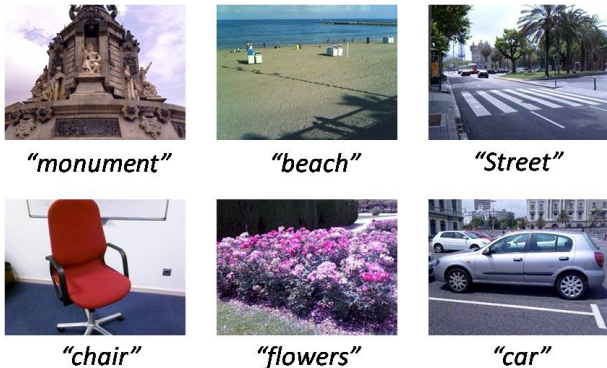 “monument”
“beach”
“Street”
“chair”
“flowers”
“car”